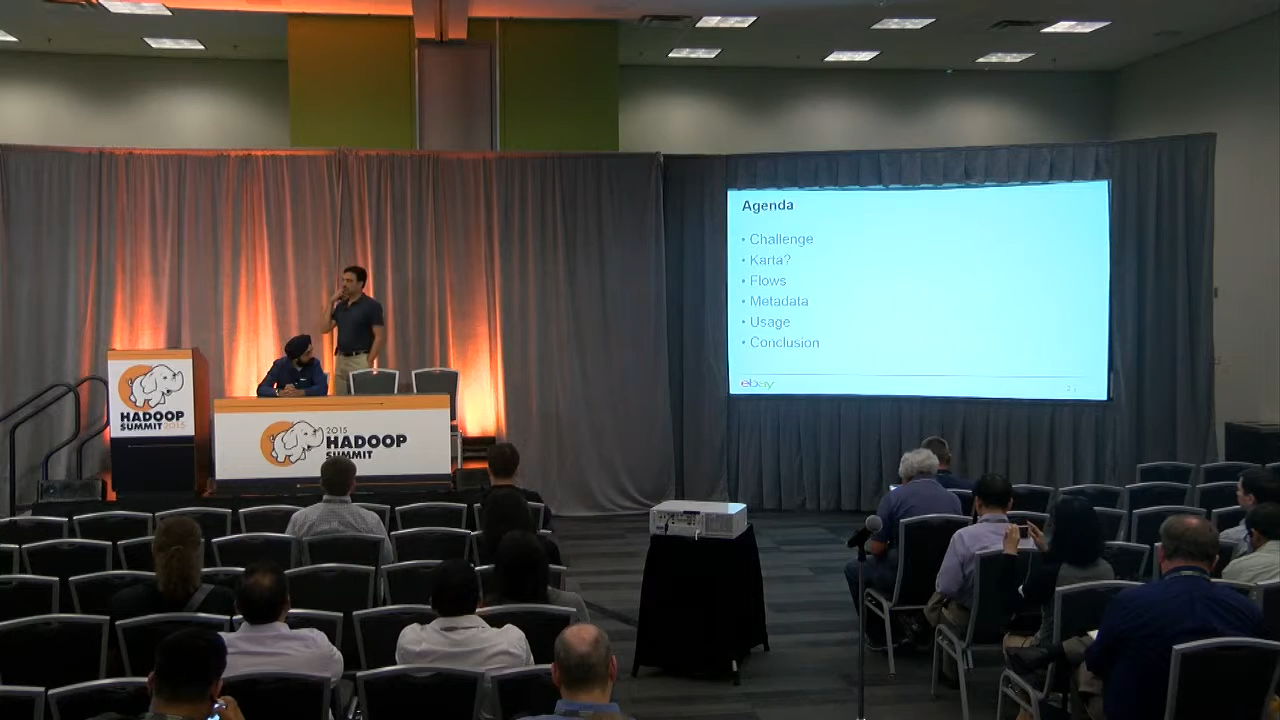 Agenda
• Challenge
• Karta?
• Flows
• Metadata
• Usage
• Conclusion
ebay
HADOOP
SUMMIT 2015
2015
HADOOP
SUMMIT